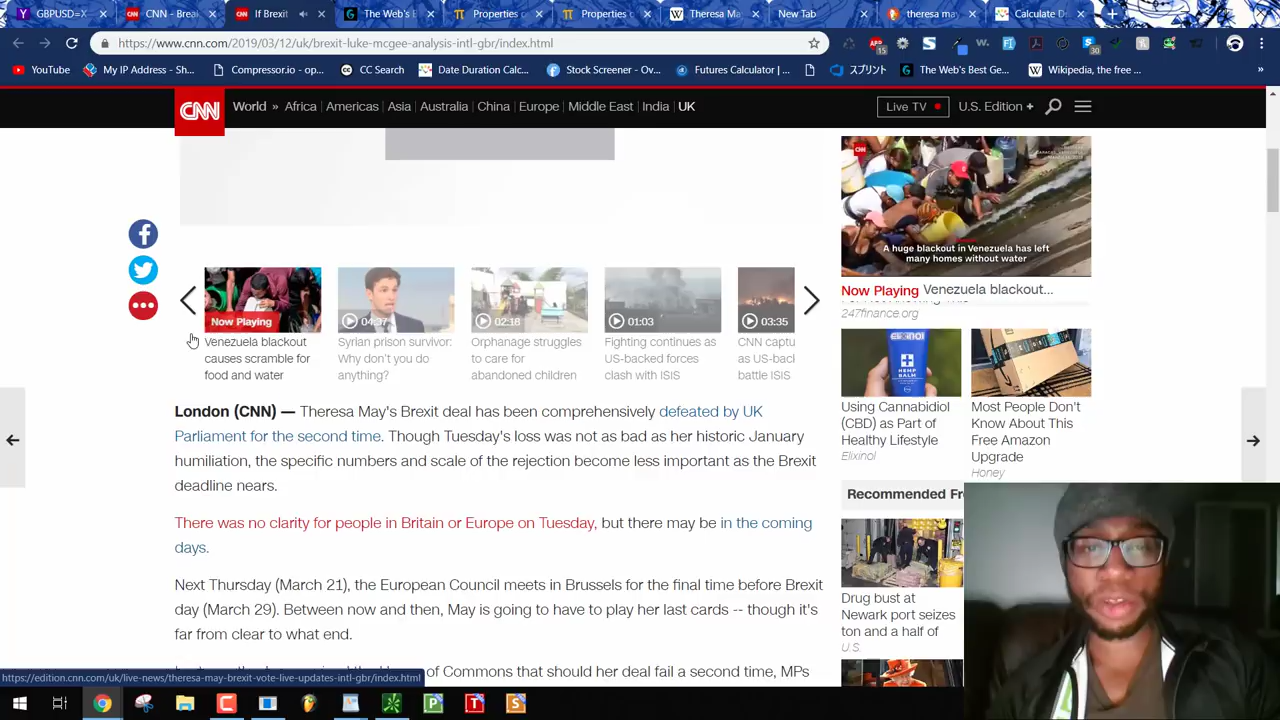 GBPUSD=X
CNN - Brea
If Brexit
The Web's B
Properties o
Properties o
Theresa Ma
New Tab
theresa may
Calculate D
https://www.cnn.com/2019/03/12/uk/brexit-luke-mcgee-analysis-intl-gbr/index.html
15
30
YouTube
My IP Address - Sh...
Compressor.io - op...
CC Search
Date Duration Calc...
Stock Screener - Ov...
Futures Calculator |...
スプリント
The Web's Best Ge...
Wikipedia, the free ...
»
CNN
World » Africa | Americas | Asia | Australia | China | Europe | Middle East | India | UK
Live TV
U.S. Edition +
A huge blackout in Venezuela has left
many homes without water
Now Playing Venezuela blackout...
247finance.org
Now Playing
04:37
02:18
01:03
03:35
Venezuela blackout
causes scramble for
food and water
Syrian prison survivor:
Why don't you do
anything?
Orphanage struggles
to care for
abandoned children
Fighting continues as
US-backed forces
clash with ISIS
CNN captu
as US-back
battle ISIS
London (CNN) — Theresa May's Brexit deal has been comprehensively defeated by UK
Parliament for the second time. Though Tuesday's loss was not as bad as her historic January
humiliation, the specific numbers and scale of the rejection become less important as the Brexit
deadline nears.
There was no clarity for people in Britain or Europe on Tuesday, but there may be in the coming
days.
Next Thursday (March 21), the European Council meets in Brussels for the final time before Brexit
day (March 29). Between now and then, May is going to have to play her last cards -- though it's
far from clear to what end.
of Commons that should her deal fail a second time, MPs
https://edition.cnn.com/uk/live-news/theresa-may-brexit-vote-live-updates-intl-gbr/index.html
elixinol
HEMP
BALM
Using Cannabidiol
(CBD) as Part of
Healthy Lifestyle
Elixinol
Most People Don't
Know About This
Free Amazon
Upgrade
Honey
Recommended Fr
Drug bust at
Newark port seizes
ton and a half of
U.S.